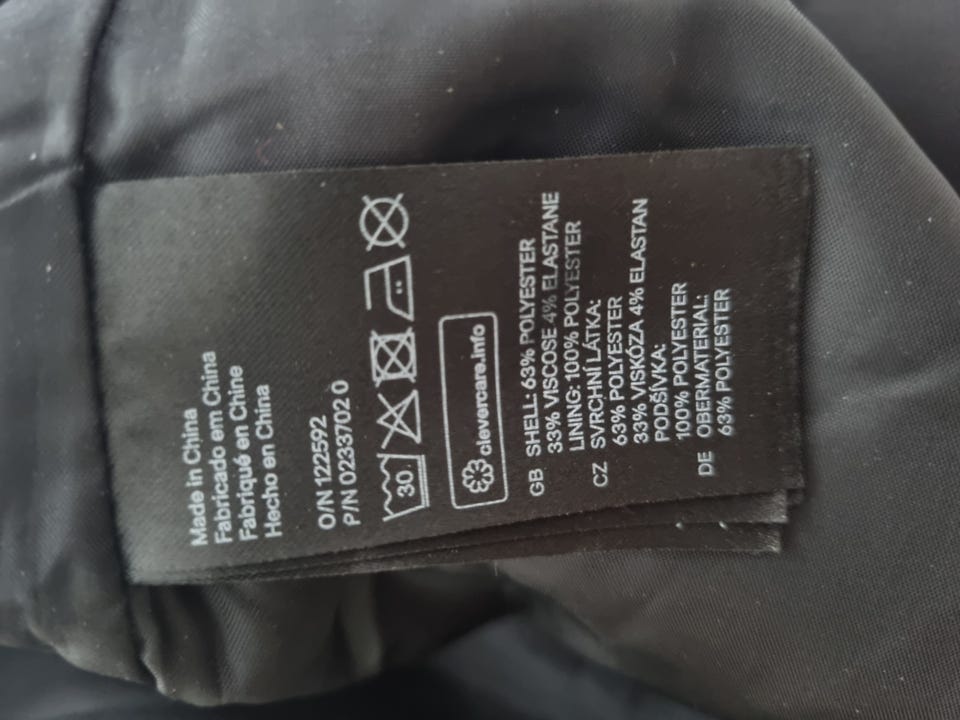 Made in China
Fabricado em China
Fabriqué en Chine
Hecho en China
O/N 122592
P/N 0233702 0
30
clevercare.info
GB SHELL: 63% POLYESTER
33% VISCOSE 4% ELASTANE
LINING: 100% POLYESTER
CZ SVRCHNÍ LÁTKA:
63% POLYESTER
33% VISKÓZA 4% ELASTAN
PODŠÍVKA:
100% POLYESTER
DE OBERMATERIAL:
63% POLYESTER